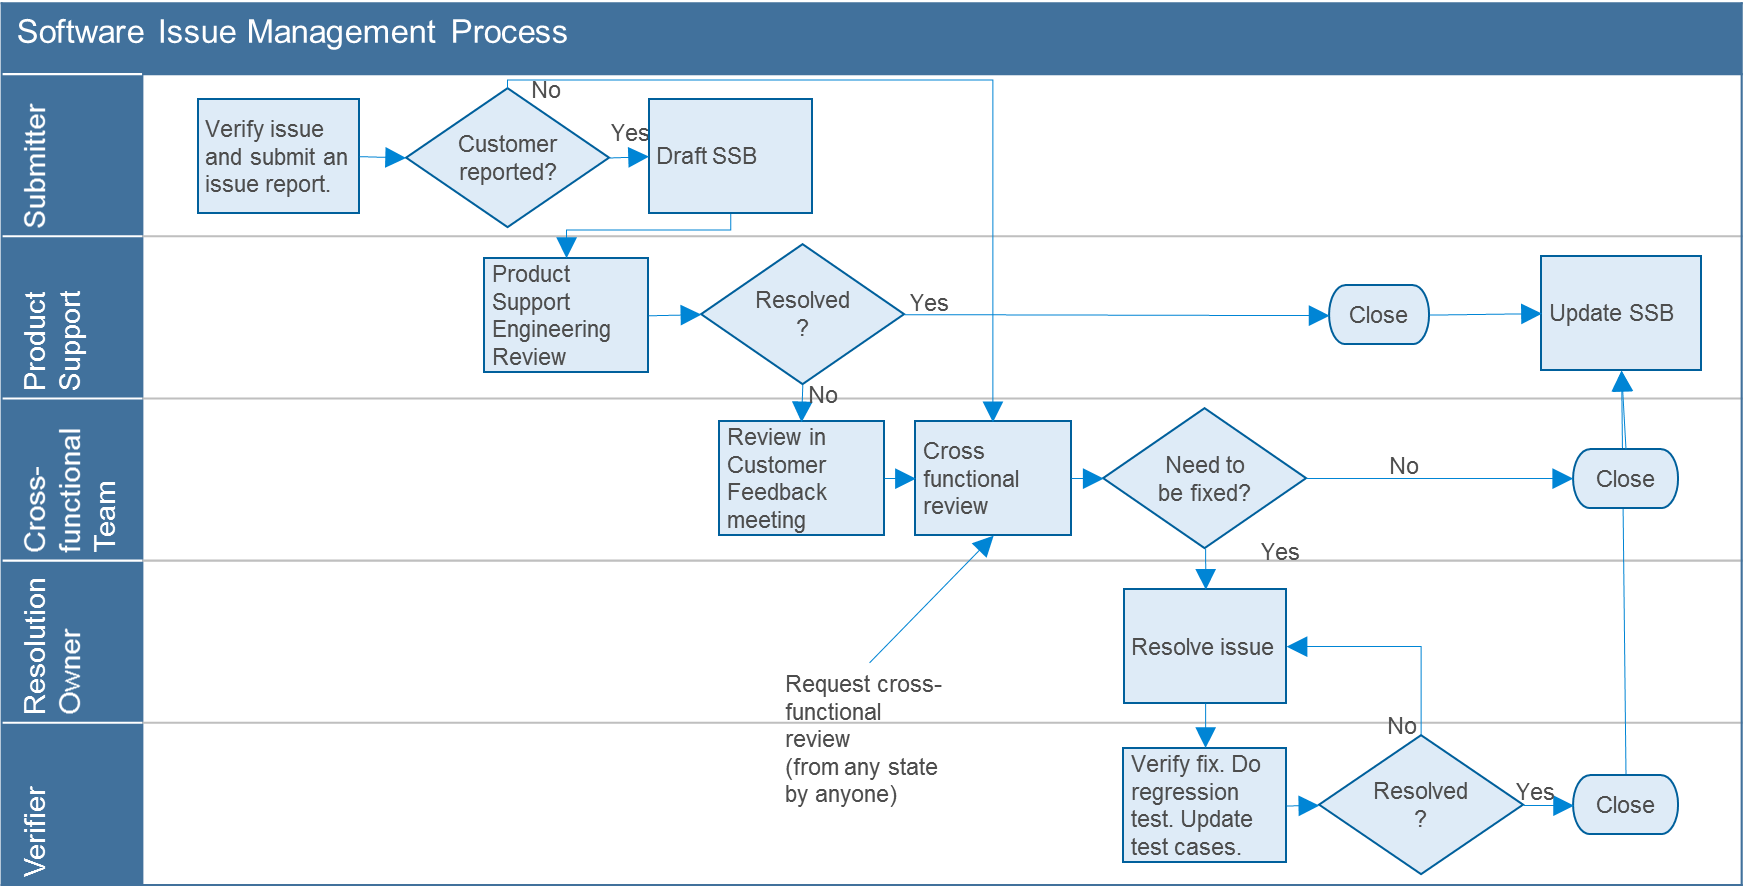 Software Issue Management Process
Submitter
Verify issue
and submit an
issue report.
Customer
reported?
No
Yes
Draft SSB
Product
Support
Product
Support
Engineering
Review
Resolved
?
Yes
No
Close
Update SSB
Cross-
functional
Team
Review in
Customer
Feedback
meeting
Cross
functional
review
Need to
be fixed?
No
Yes
Close
Resolution
Owner
Request cross-
functional
review
(from any state
by anyone)
Resolve issue
Verifier
Verify fix. Do
regression
test. Update
test cases.
No
Resolved
?
Yes
Close